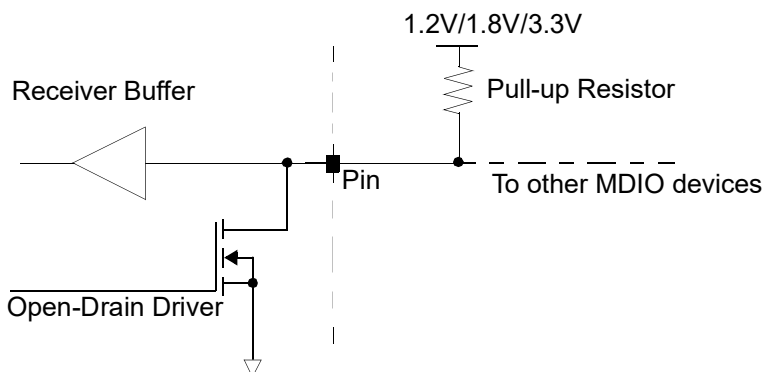 1.2V/1.8V/3.3V
Receiver Buffer
Pull-up Resistor
Pin
To other MDIO devices
Open-Drain Driver